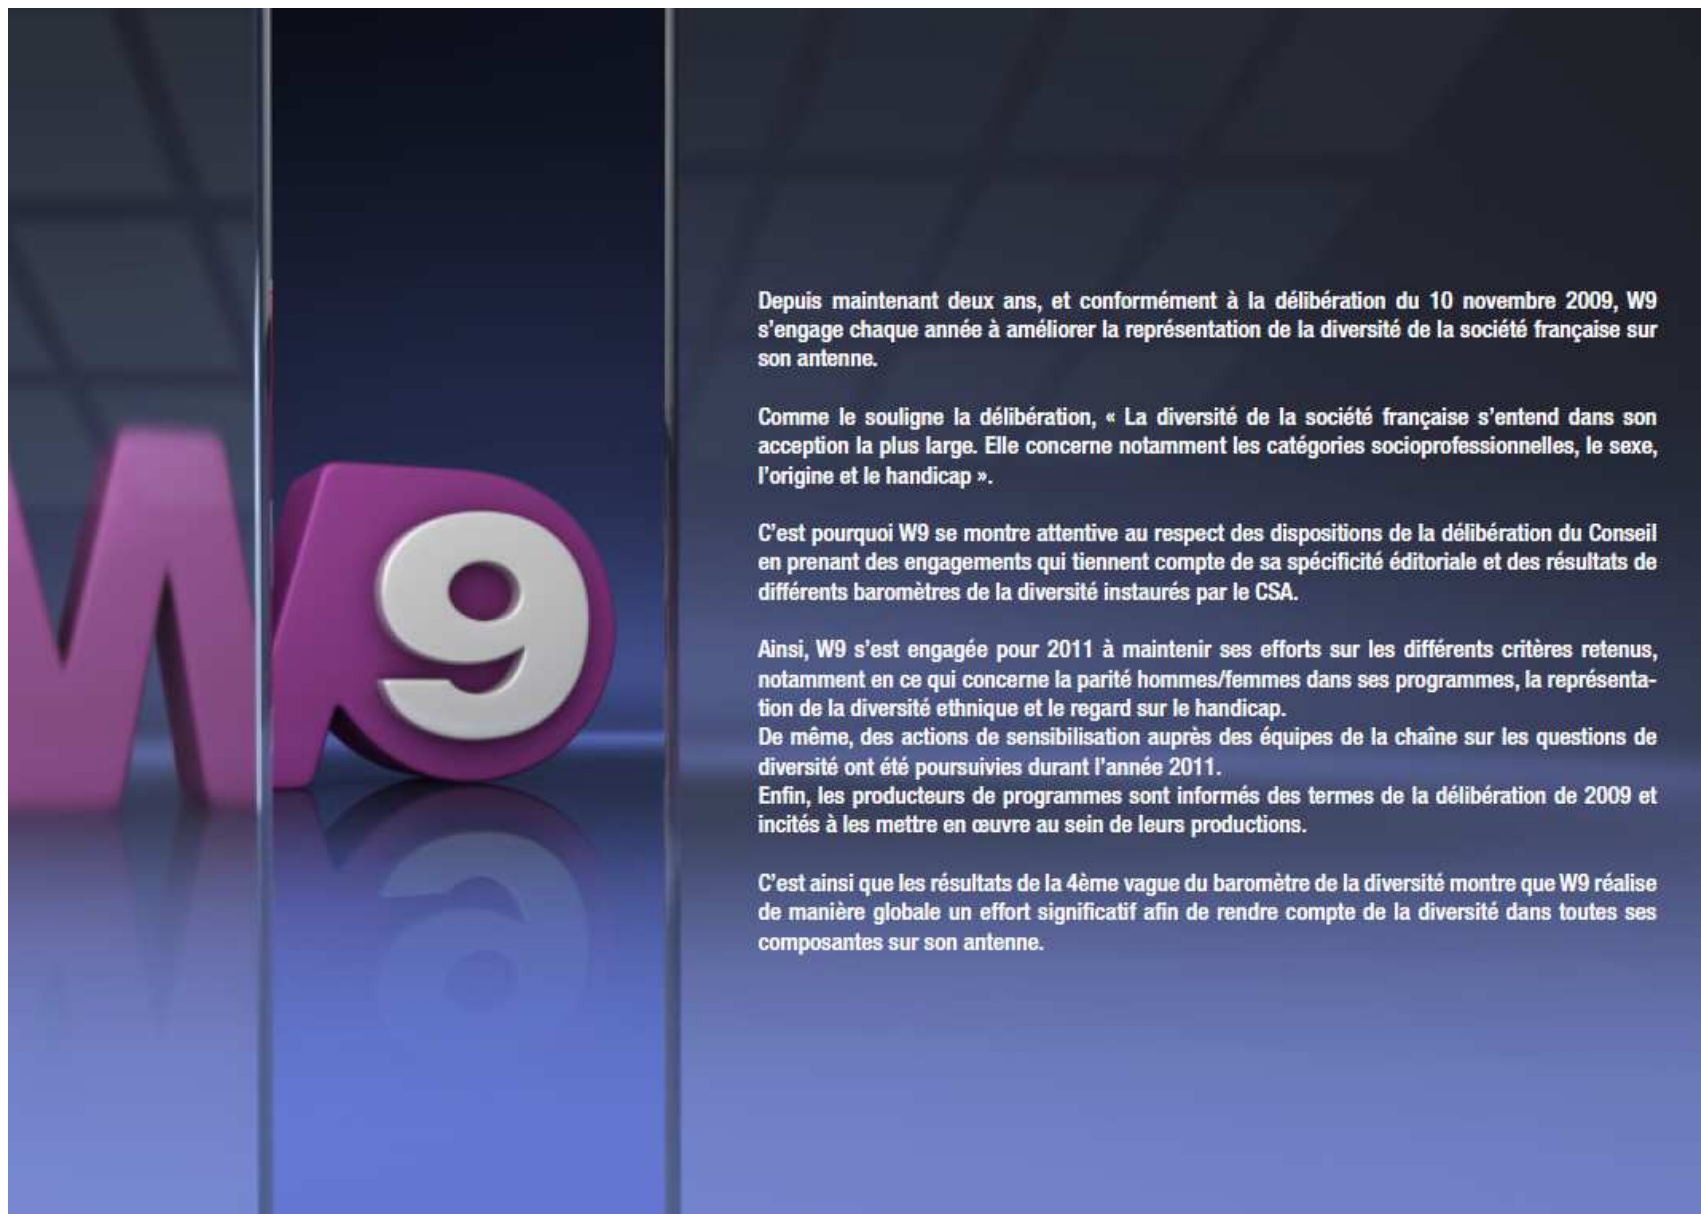 W9
Depuis maintenant deux ans, et conformément à la délibération du 10 novembre 2009, W9
s'engage chaque année à améliorer la représentation de la diversité de la société française sur
son antenne.
Comme le souligne la délibération, « La diversité de la société française s'entend dans son
acception la plus large. Elle concerne notamment les catégories socioprofessionnelles, le sexe,
l'origine et le handicap ».
C'est pourquoi W9 se montre attentive au respect des dispositions de la délibération du Conseil
en prenant des engagements qui tiennent compte de sa spécificité éditoriale et des résultats de
différents baromètres de la diversité instaurés par le CSA.
Ainsi, W9 s'est engagée pour 2011 à maintenir ses efforts sur les différents critères retenus,
notamment en ce qui concerne la parité hommes/femmes dans ses programmes, la représenta-
tion de la diversité ethnique et le regard sur le handicap.
De même, des actions de sensibilisation auprès des équipes de la chaîne sur les questions de
diversité ont été poursuivies durant l'année 2011.
Enfin, les producteurs de programmes sont informés des termes de la délibération de 2009 et
incités à les mettre en œuvre au sein de leurs productions.
C'est ainsi que les résultats de la 4ème vague du baromètre de la diversité montre que W9 réalise
de manière globale un effort significatif afin de rendre compte de la diversité dans toutes ses
composantes sur son antenne.